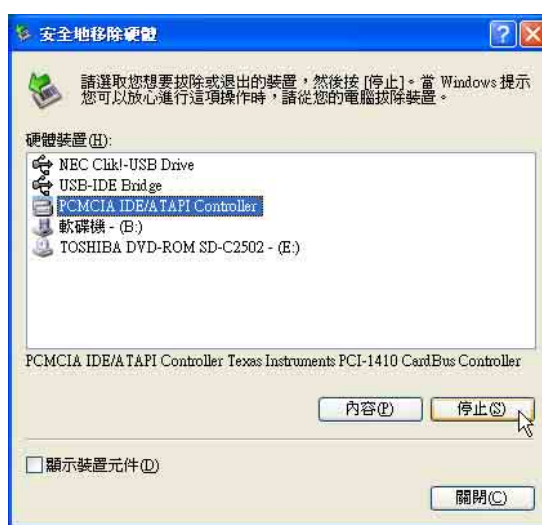 安全地移除硬體
請選取您想要拔除或退出的裝置，然後按 [停止]。當 Windows 提示
您可以放心進行這項操作時，請從您的電腦拔除裝置。
硬體裝置(H):
NEC Clik!-USB Drive
USB-IDE Bridge
PCMCIA IDE/ATAPI Controller
軟碟機 - (B:)
TOSHIBA DVD-ROM SD-C2502 - (E:)
PCMCIA IDE/ATAPI Controller Texas Instruments PCI-1410 CardBus Controller
內容(P) 停止(S)
顯示裝置元件(D)
關閉(C)